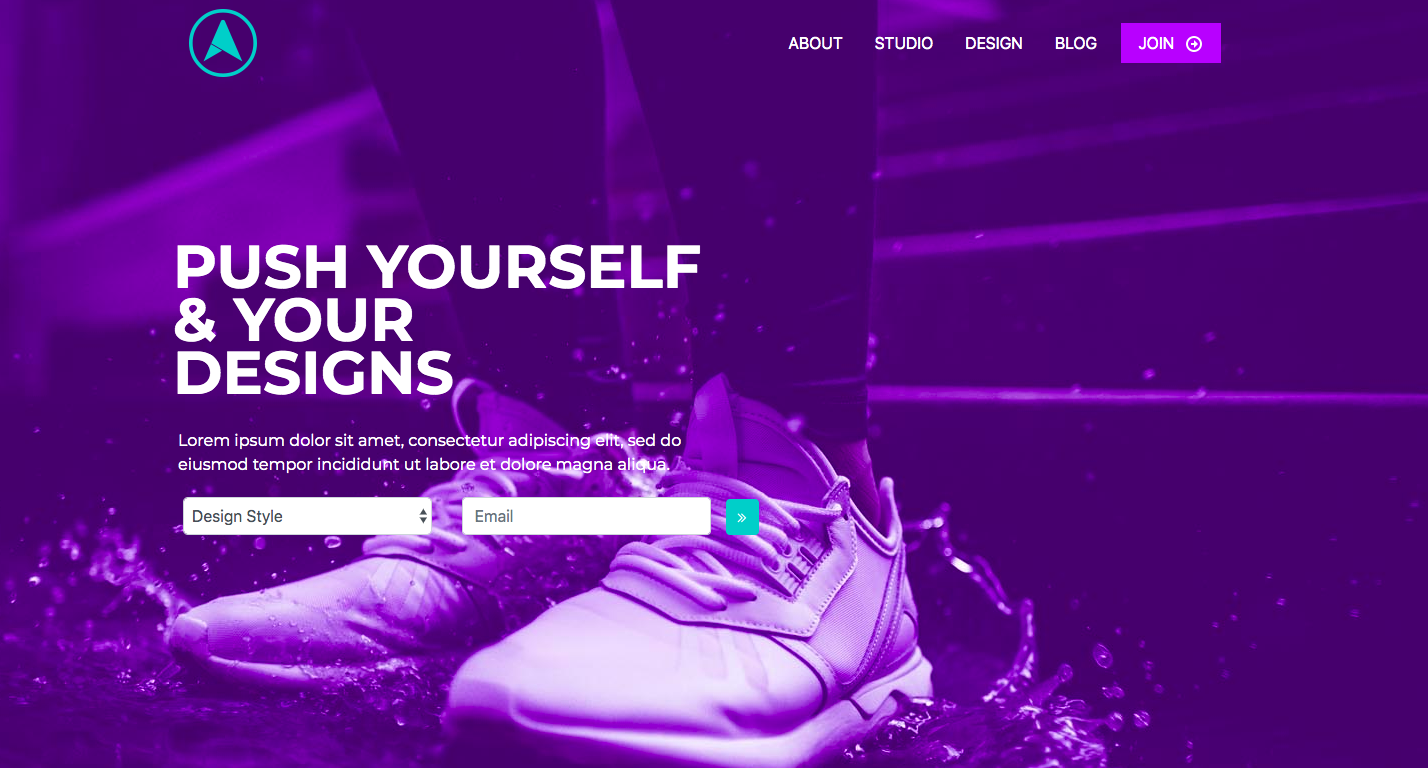 ABOUT STUDIO DESIGN BLOG JOIN
PUSH YOURSELF
& YOUR
DESIGNS
Lorem ipsum dolor sit amet, consectetur adipiscing elit, sed do
eiusmod tempor incididunt ut labore et dolore magna aliqua.
Design Style Email »